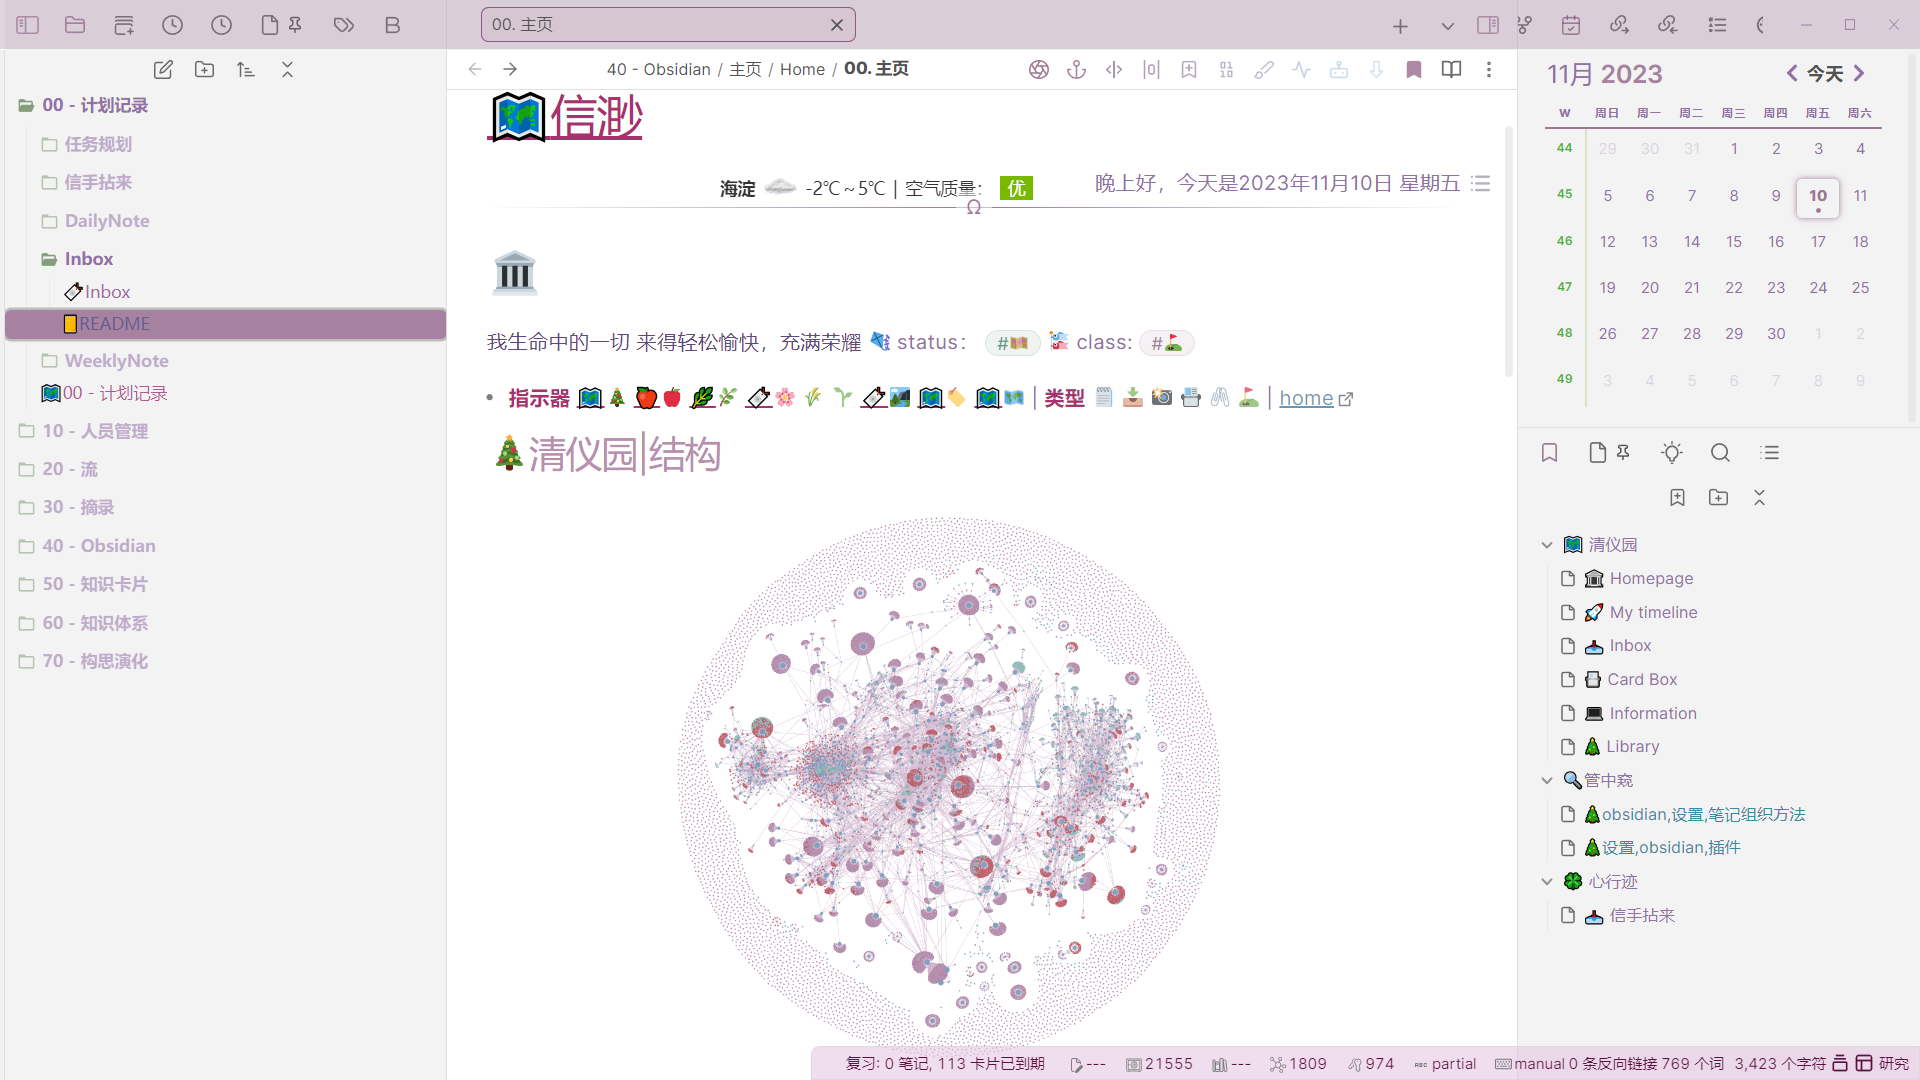 00. 主页
00 - 计划记录
任务规划
信手拈来
DailyNote
Inbox
Inbox
README
WeeklyNote
00 - 计划记录
10 - 人员管理
20 - 流
30 - 摘录
40 - Obsidian
50 - 知识卡片
60 - 知识体系
70 - 构思演化
40 - Obsidian / 主页 / Home / 00. 主页
信渺
海淀 -2℃ ~ 5℃ | 空气质量： 优
晚上好，今天是2023年11月10日 星期五
我生命中的一切 来得轻松愉快，充满荣耀 status： # class: #
指示器 | 类型 | home
清仪园|结构
11月 2023
今天
W 周日 周一 周二 周三 周四 周五 周六
44 29 30 31 1 2 3 4
45 5 6 7 8 9 10 11
46 12 13 14 15 16 17 18
47 19 20 21 22 23 24 25
48 26 27 28 29 30 1 2
49 3 4 5 6 7 8 9
清仪园
Homepage
My timeline
Inbox
Card Box
Information
Library
管中窥
obsidian,设置,笔记组织方法
设置,obsidian,插件
心行迹
信手拈来
复习: 0 笔记, 113 卡片已到期 --- 21555 --- 1809 974 partial manual 0 条反向链接 769 个词 3,423 个字符 研究